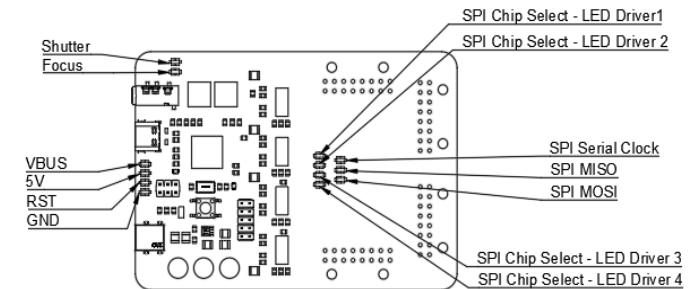 SPI Chip Select - LED Driver1
SPI Chip Select - LED Driver 2
Shutter
Focus
SPI Serial Clock
SPI MISO
SPI MOSI
VBUS
5V
RST
GND
SPI Chip Select - LED Driver 3
SPI Chip Select - LED Driver 4